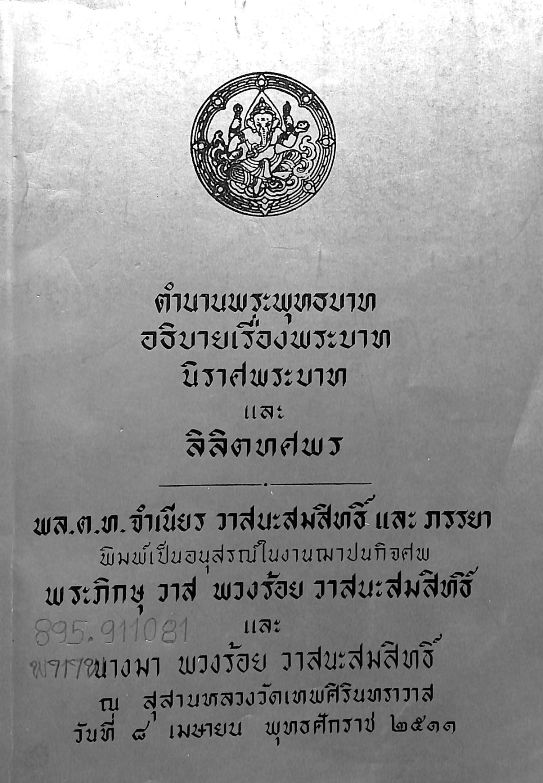 ตำนานพระพุทธบาท
อธิบายเรื่องพระบาท
นิราศพระบาท
และ
ลิลิตทศพร
พล.ต.ท.จำเนียร วาสนะสมสิทธิ์ และ ภรรยา
พิมพ์เป็นอนุสรณ์ในงานฌาปนกิจศพ
พระภิกษุ วาส พวงร้อย วาสนะสมสิทธิ์
895.911081
และ
นางมา พวงร้อย วาสนะสมสิทธิ์
ณ สุสานหลวงวัดเทพศิรินทราวาส
วันที่ ๘ เมษายน พุทธศักราช ๒๕๑๑